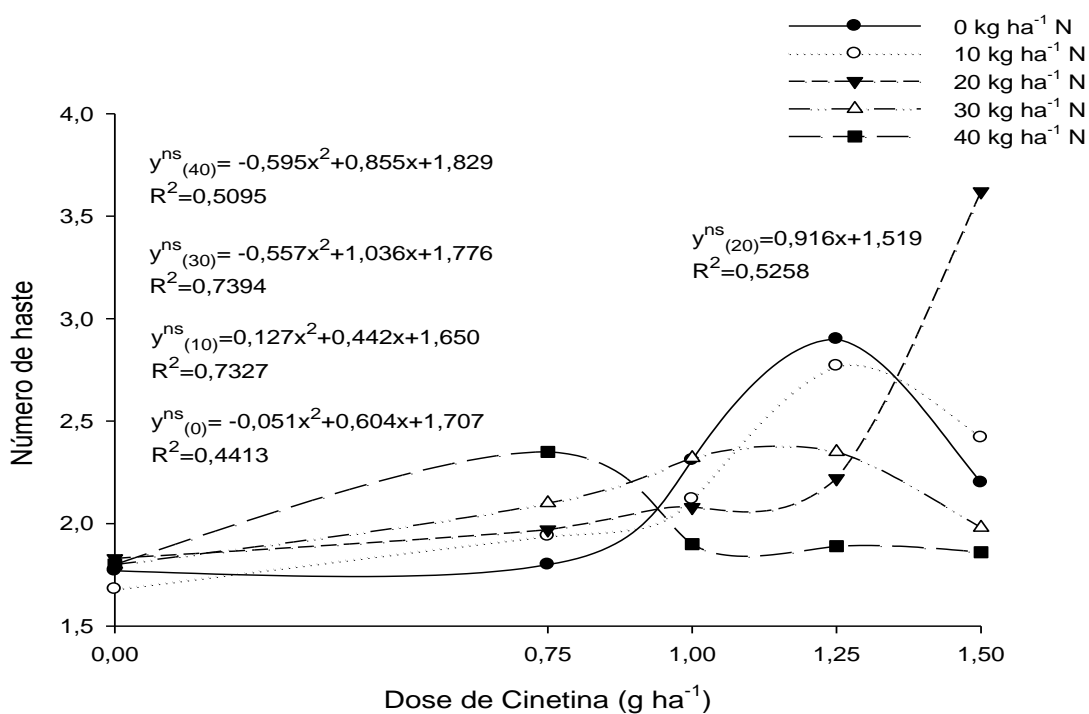 0 kg ha⁻¹ N
10 kg ha⁻¹ N
20 kg ha⁻¹ N
30 kg ha⁻¹ N
40 kg ha⁻¹ N
4,0
3,5
3,0
2,5
2,0
1,5
Número de haste
yⁿˢ₍₄₀₎= -0,595x²+0,855x+1,829
R²=0,5095
yⁿˢ₍₃₀₎= -0,557x²+1,036x+1,776
R²=0,7394
yⁿˢ₍₁₀₎=0,127x²+0,442x+1,650
R²=0,7327
yⁿˢ₍₀₎= -0,051x²+0,604x+1,707
R²=0,4413
yⁿˢ₍₂₀₎=0,916x+1,519
R²=0,5258
0,00 0,75 1,00 1,25 1,50
Dose de Cinetina (g ha⁻¹)